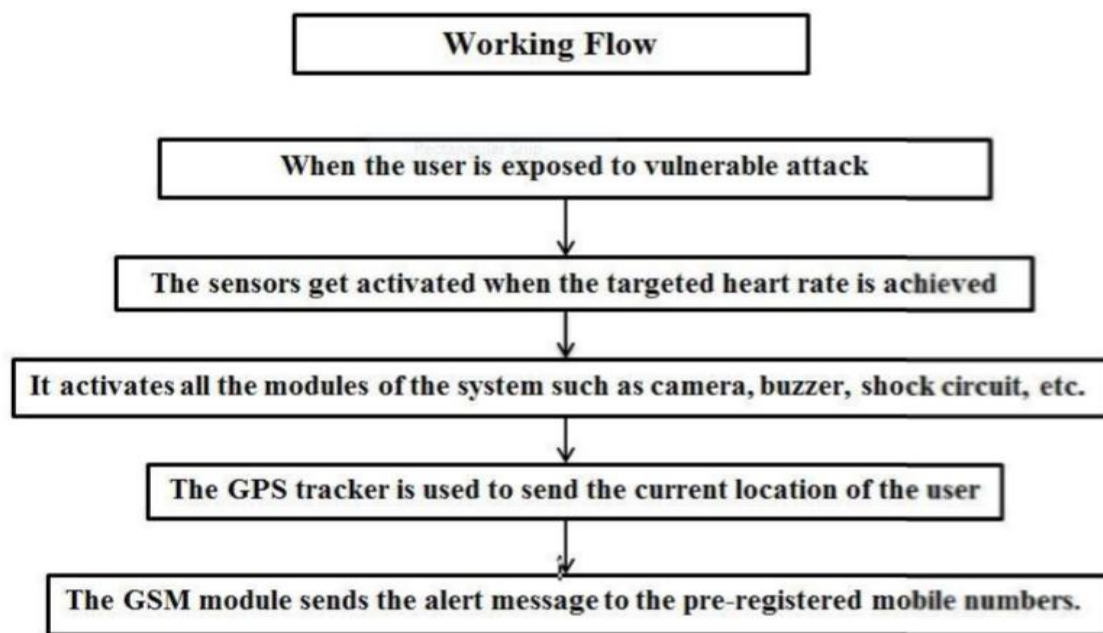 Working Flow
When the user is exposed to vulnerable attack
The sensors get activated when the targeted heart rate is achieved
It activates all the modules of the system such as camera, buzzer, shock circuit, etc.
The GPS tracker is used to send the current location of the user
The GSM module sends the alert message to the pre-registered mobile numbers.